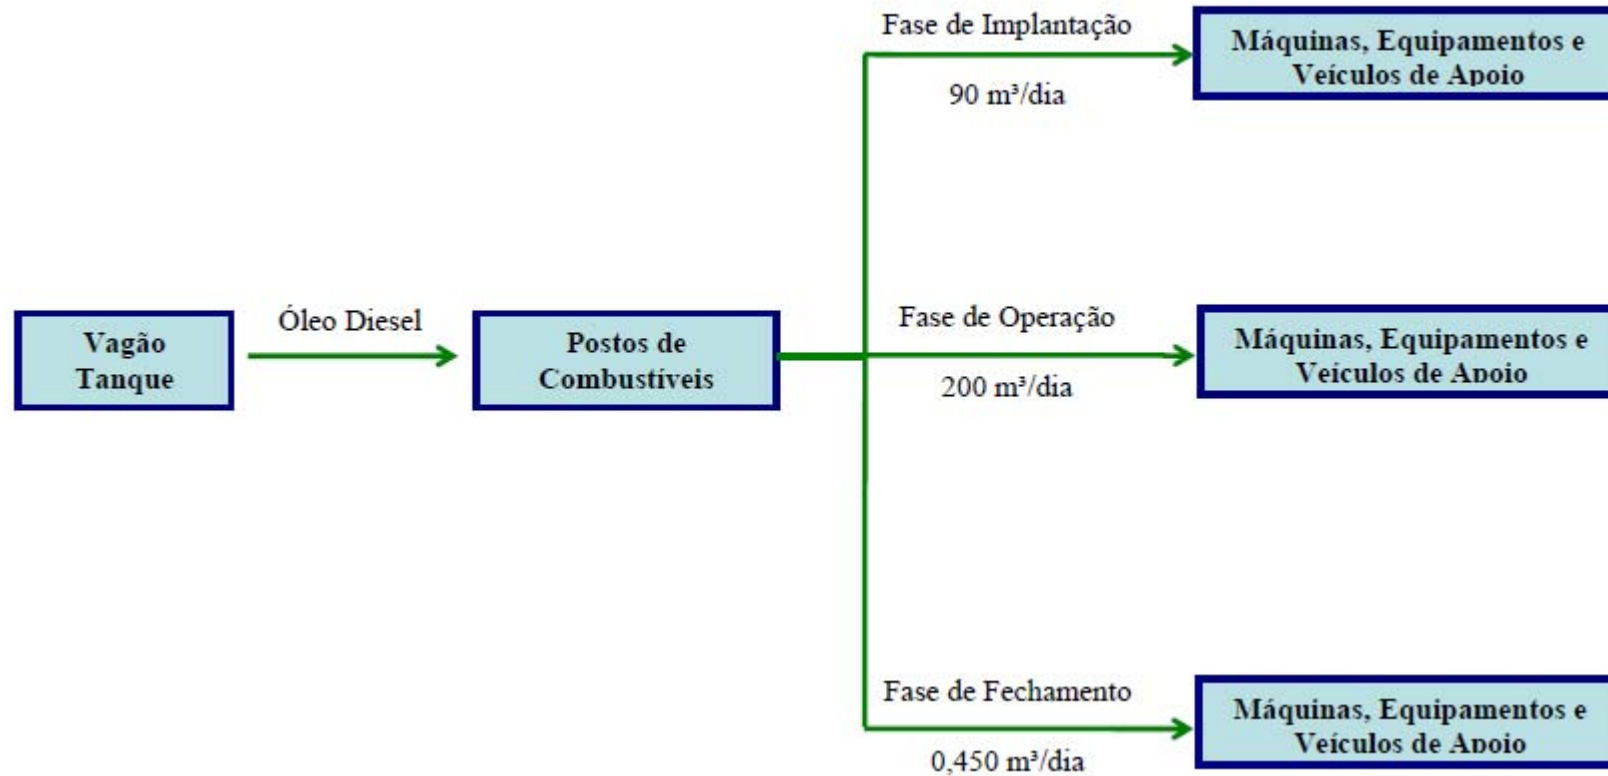 Fase de Implantação
90 m³/dia
Máquinas, Equipamentos e
Veículos de Apoio
Vagão
Tanque
Óleo Diesel
Postos de
Combustíveis
Fase de Operação
200 m³/dia
Máquinas, Equipamentos e
Veículos de Apoio
Fase de Fechamento
0,450 m³/dia
Máquinas, Equipamentos e
Veículos de Apoio